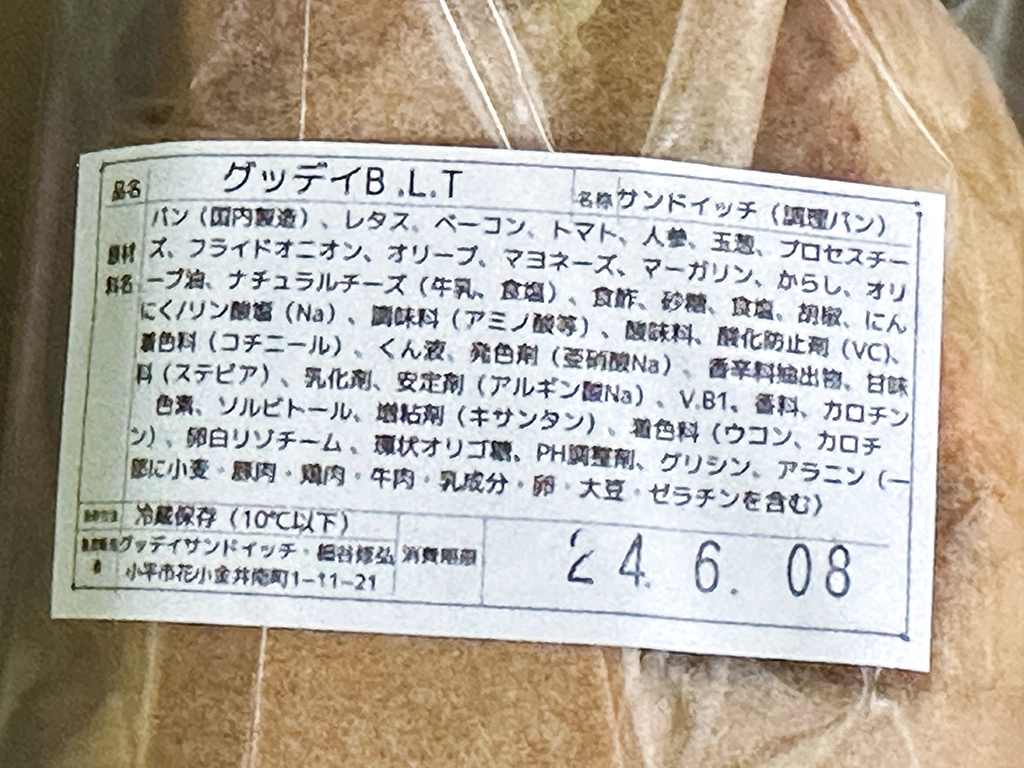 品名 グッデイB.L.T 名称 サンドイッチ（調理パン）
原材料名 パン（国内製造）、レタス、ベーコン、トマト、人参、玉葱、プロセスチー
ズ、フライドオニオン、オリーブ、マヨネーズ、マーガリン、からし、オリ
ーブ油、ナチュラルチーズ（牛乳、食塩）、食酢、砂糖、食塩、胡椒、にん
にく/リン酸塩（Na）、調味料（アミノ酸等）、酸味料、酸化防止剤（VC）、
着色料（コチニール）、くん液、発色剤（亜硝酸Na）、香辛料抽出物、甘味
料（ステビア）、乳化剤、安定剤（アルギン酸Na）、V.B1、香料、カロチン
色素、ソルビトール、増粘剤（キサンタン）、着色料（ウコン、カロチ
ン）、卵白リゾチーム、環状オリゴ糖、PH調整剤、グリシン、アラニン（一
部に小麦・豚肉・鶏肉・牛肉・乳成分・卵・大豆・ゼラチンを含む）
保存方法 冷蔵保存（10℃以下）
製造者 グッデイサンドイッチ・細谷修弘
小平市花小金井南町1-11-21
消費期限 24.6.08